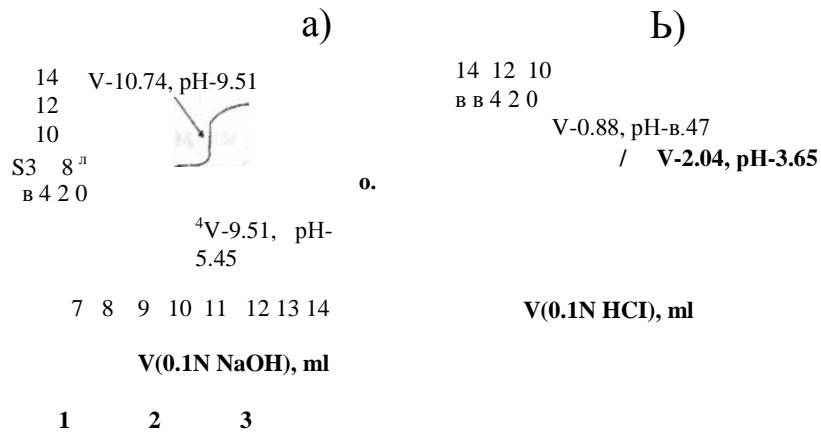 а)
14 V-10.74, pH-9.51
12
10
S3 8 л
в 4 2 0
4V-9.51, pH-
5.45
7 8 9 10 11 12 13 14
V(0.1N NaOH), ml
1 2 3
о.
Ь)
14 12 10
в в 4 2 0
V-0.88, pH-в.47
/ V-2.04, pH-3.65
V(0.1N HCI), ml